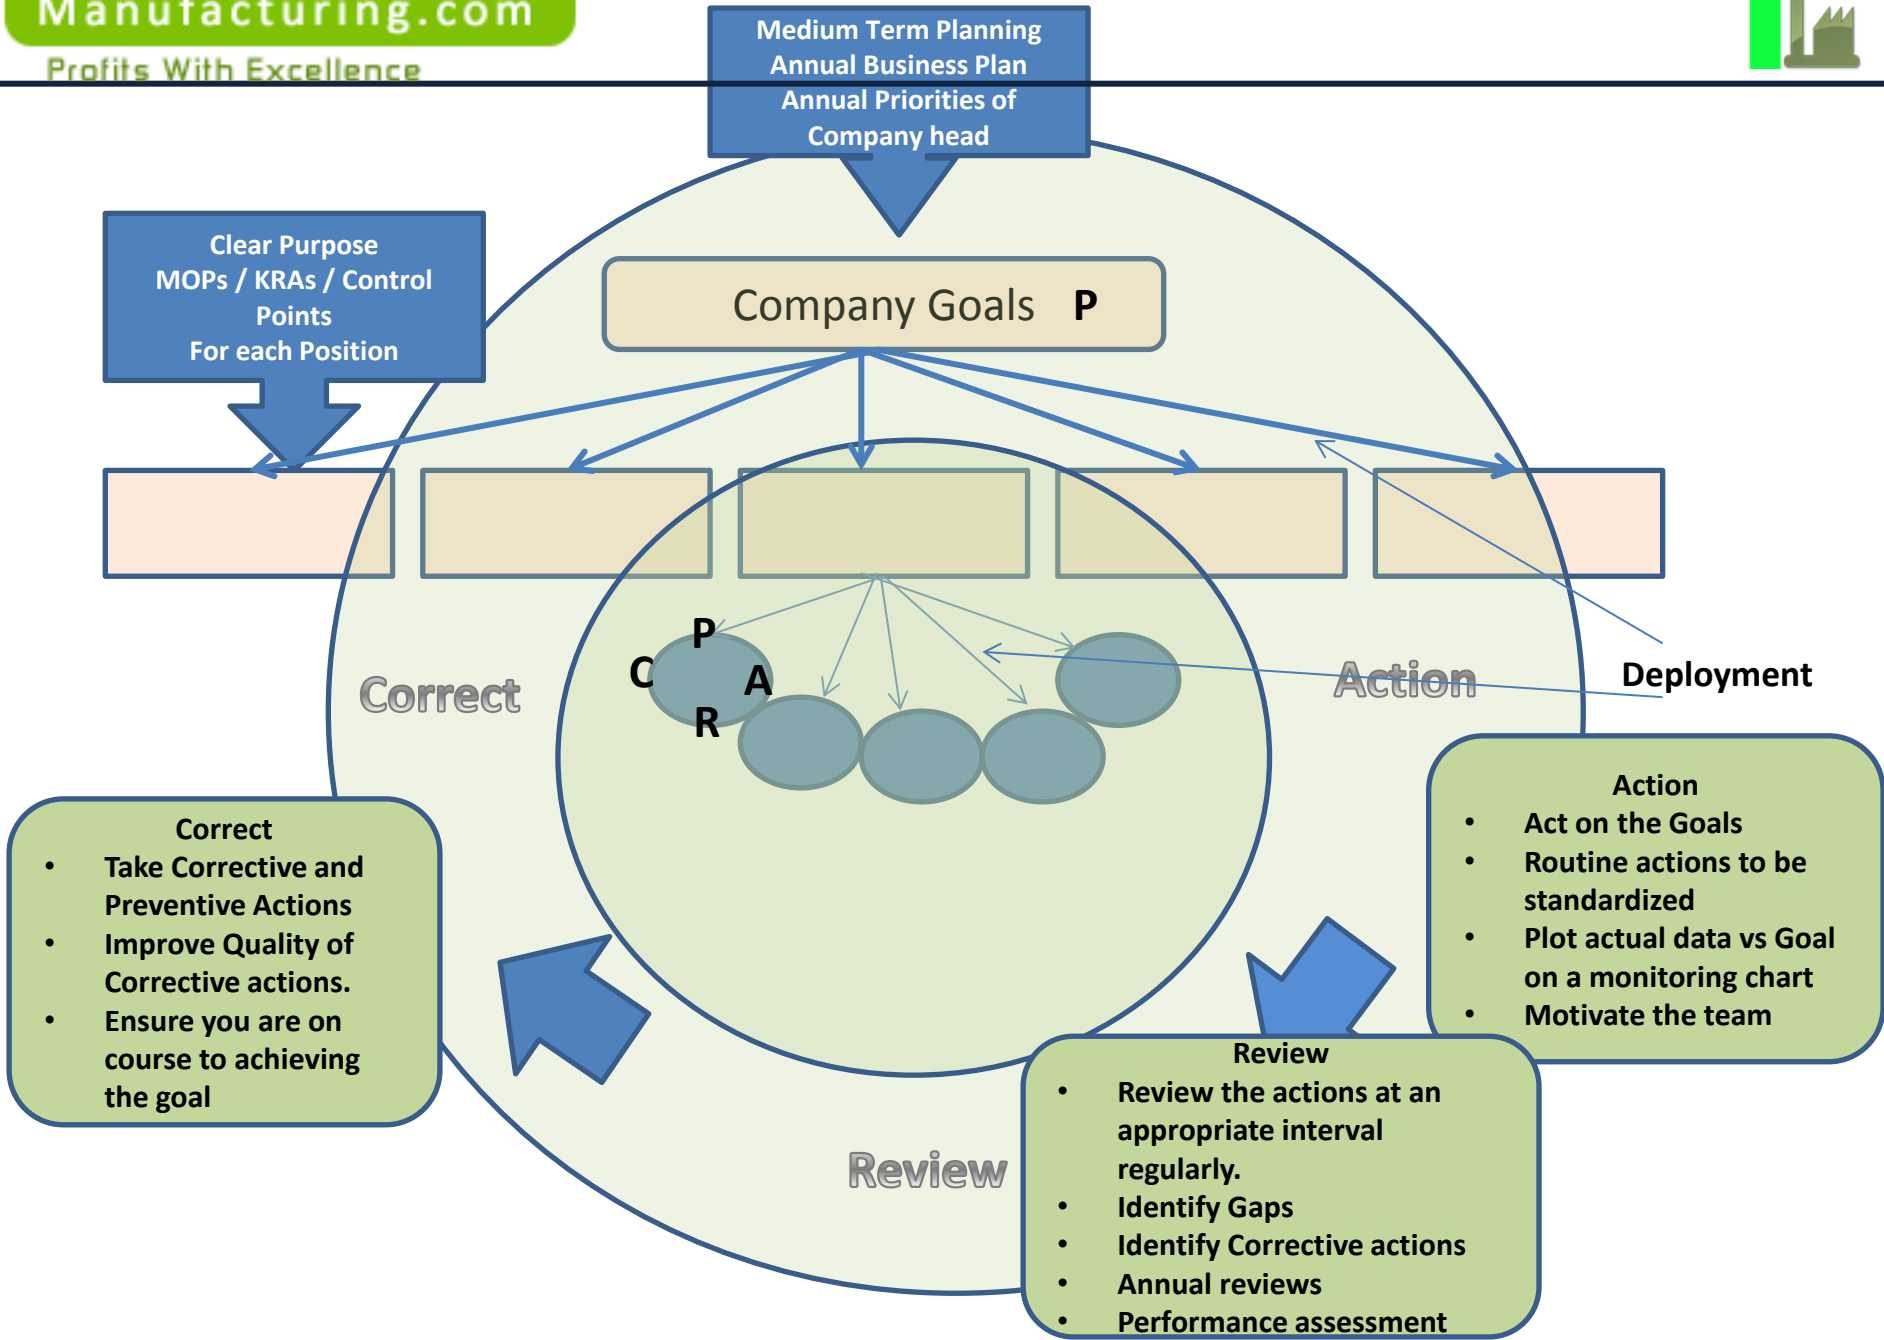 Manufacturing.com
Profits With Excellence
Medium Term Planning
Annual Business Plan
Annual Priorities of
Company head
Clear Purpose
MOPs / KRAs / Control
Points
For each Position
Company Goals P
P
C
A
R
Correct
Action
Deployment
Correct
• Take Corrective and
Preventive Actions
• Improve Quality of
Corrective actions.
• Ensure you are on
course to achieving
the goal
Action
• Act on the Goals
• Routine actions to be
standardized
• Plot actual data vs Goal
on a monitoring chart
• Motivate the team
Review
Review
• Review the actions at an
appropriate interval
regularly.
• Identify Gaps
• Identify Corrective actions
• Annual reviews
• Performance assessment